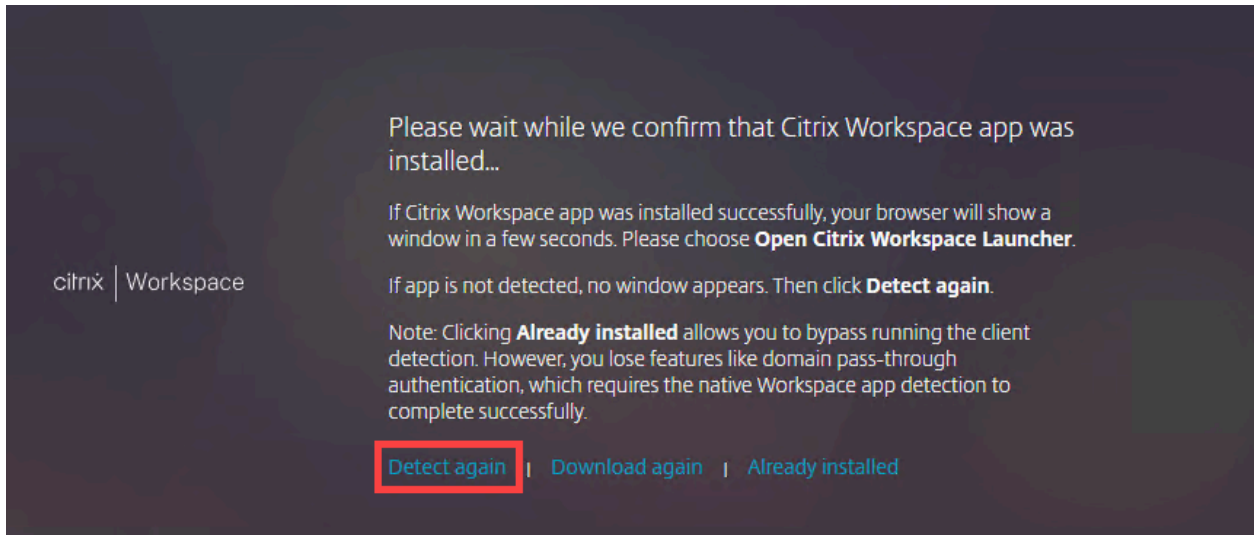 Please wait while we confirm that Citrix Workspace app was
installed...
If Citrix Workspace app was installed successfully, your browser will show a
window in a few seconds. Please choose Open Citrix Workspace Launcher.
citrix | Workspace
If app is not detected, no window appears. Then click Detect again.
Note: Clicking Already installed allows you to bypass running the client
detection. However, you lose features like domain pass-through
authentication, which requires the native Workspace app detection to
complete successfully.
Detect again | Download again | Already installed